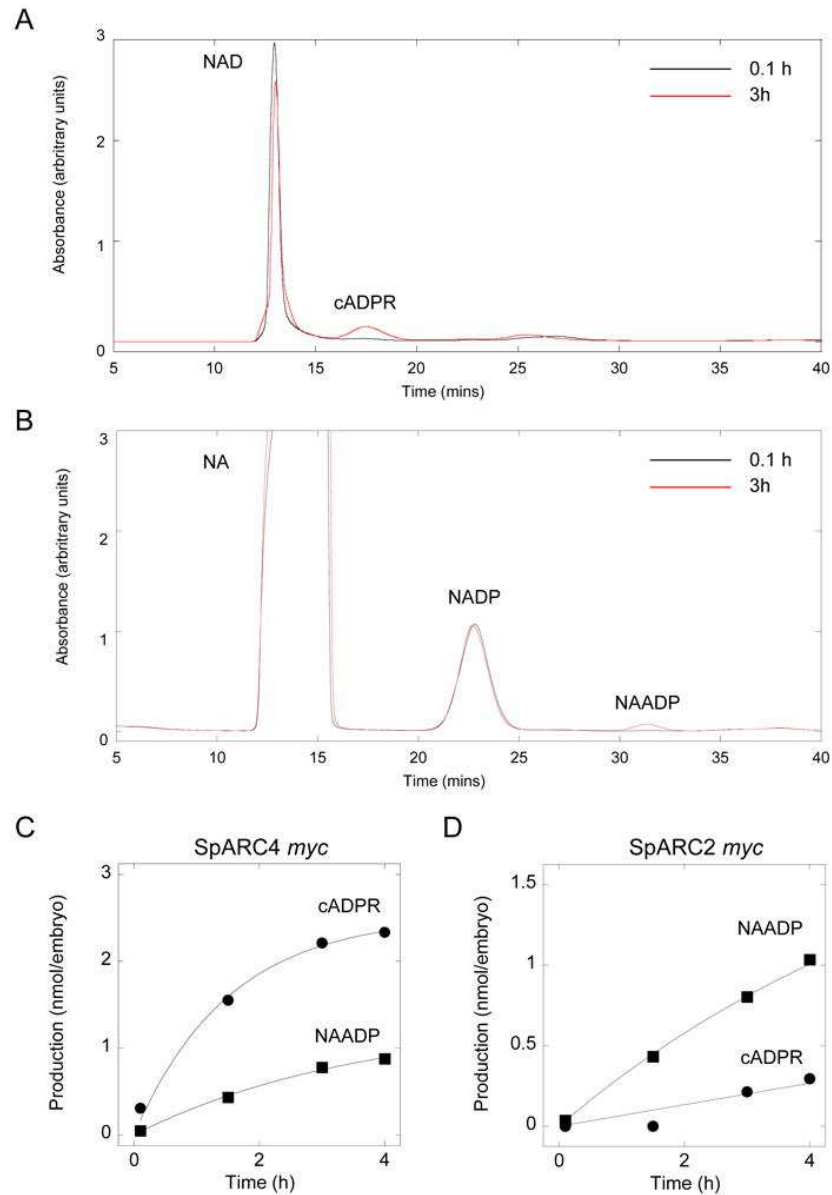 A
3
2
1
0
Absorbance (arbritrary units)
NAD
cADPR
0.1 h
3h
5 10 15 20 25 30 35 40
Time (mins)
B
3
2
1
0
Absorbance (arbritrary units)
NA
NADP
NAADP
0.1 h
3h
5 10 15 20 25 30 35 40
Time (mins)
C
SpARC4 myc
3
2
1
0
Production (nmol/embryo)
cADPR
NAADP
0 2 4
Time (h)
D
SpARC2 myc
1.5
1
0.5
0
Production (nmol/embryo)
NAADP
cADPR
0 2 4
Time (h)